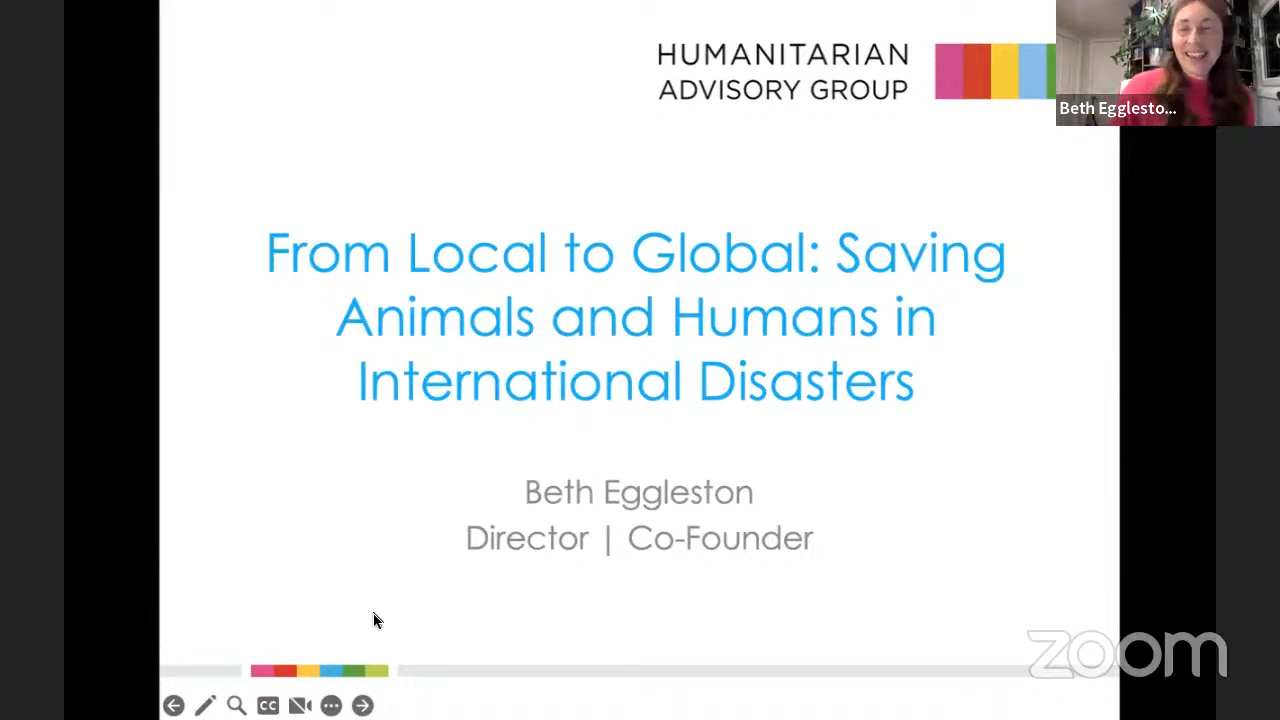 HUMANITARIAN
ADVISORY GROUP
Beth Egglesto...
From Local to Global: Saving
Animals and Humans in
International Disasters
Beth Eggleston
Director | Co-Founder
zoom
CC